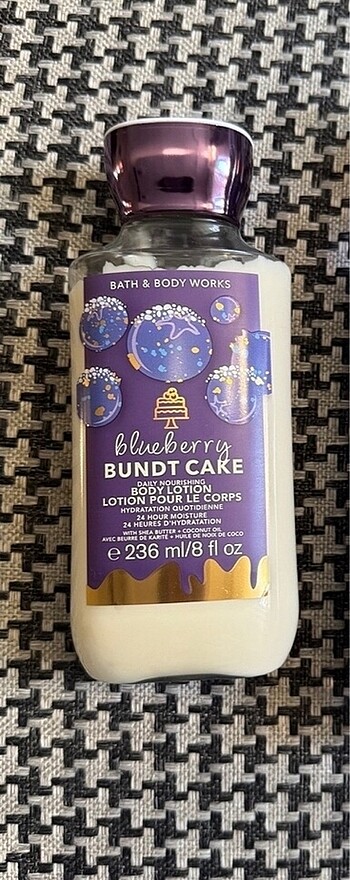 BATH & BODY WORKS
blueberry
BUNDT CAKE
DAILY NOURISHING
BODY LOTION
LOTION POUR LE CORPS
HYDRATATION QUOTIDIENNE
24 HOUR MOISTURE
24 HEURES D'HYDRATATION
WITH SHEA BUTTER + COCONUT OIL
AVEC BEURRE DE KARITÉ + HUILE DE NOIX DE COCO
℮ 236 ml/8 fl oz